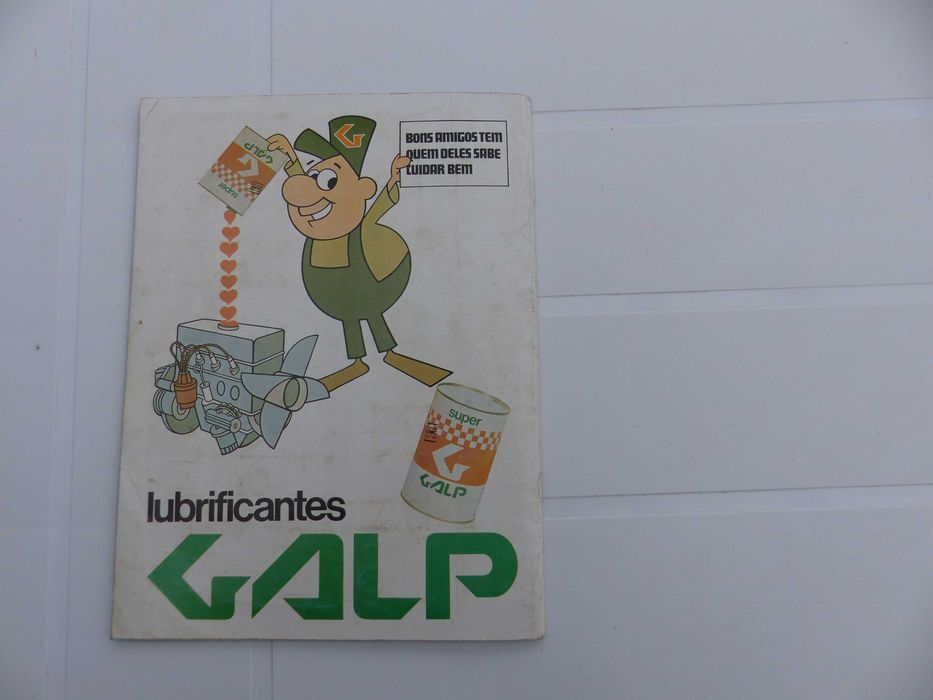 BONS AMIGOS TEM
QUEM DELES SABE
CUIDAR BEM
G
GALP
super
super
G
GALP
lubrificantes
GALP